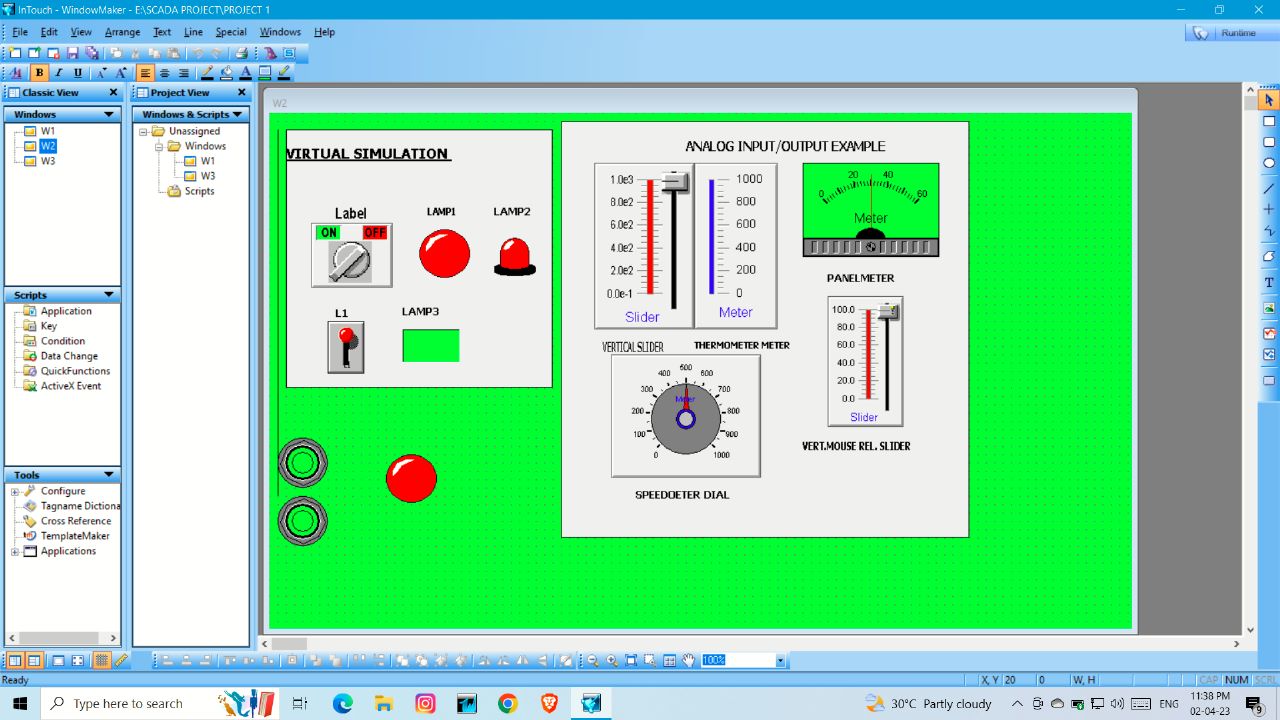 InTouch - WindowMaker - E:\SCADA PROJECT\PROJECT 1
File Edit View Arrange Text Line Special Windows Help
Runtime
B I U A A A
Classic View
Windows
W1
W2
W3
Scripts
Application
Key
Condition
Data Change
QuickFunctions
ActiveX Event
Tools
Configure
Tagname Dictiona
Cross Reference
TemplateMaker
Applications
Project View
Windows & Scripts
Unassigned
Windows
W1
W3
Scripts
W2
VIRTUAL SIMULATION
Label
ON OFF
LAMP1
LAMP2
L1
LAMP3
ANALOG INPUT/OUTPUT EXAMPLE
1.0e3
8.0e2
6.0e2
4.0e2
2.0e2
0.0e-1
Slider
1000
800
600
400
200
0
Meter
VERTICAL SLIDER
THERMOMETER METER
0 20 40 60
Meter
PANELMETER
100.0
80.0
60.0
40.0
20.0
0.0
Slider
VERT.MOUSE REL. SLIDER
0 100 200 300 400 500 600 700 800 900 1000
Meter
SPEEDOETER DIAL
T
100%
Ready
X, Y 20 0 W, H CAP NUM SCRL
Type here to search
30°C Partly cloudy
ENG
11:38 PM
02-04-23
9